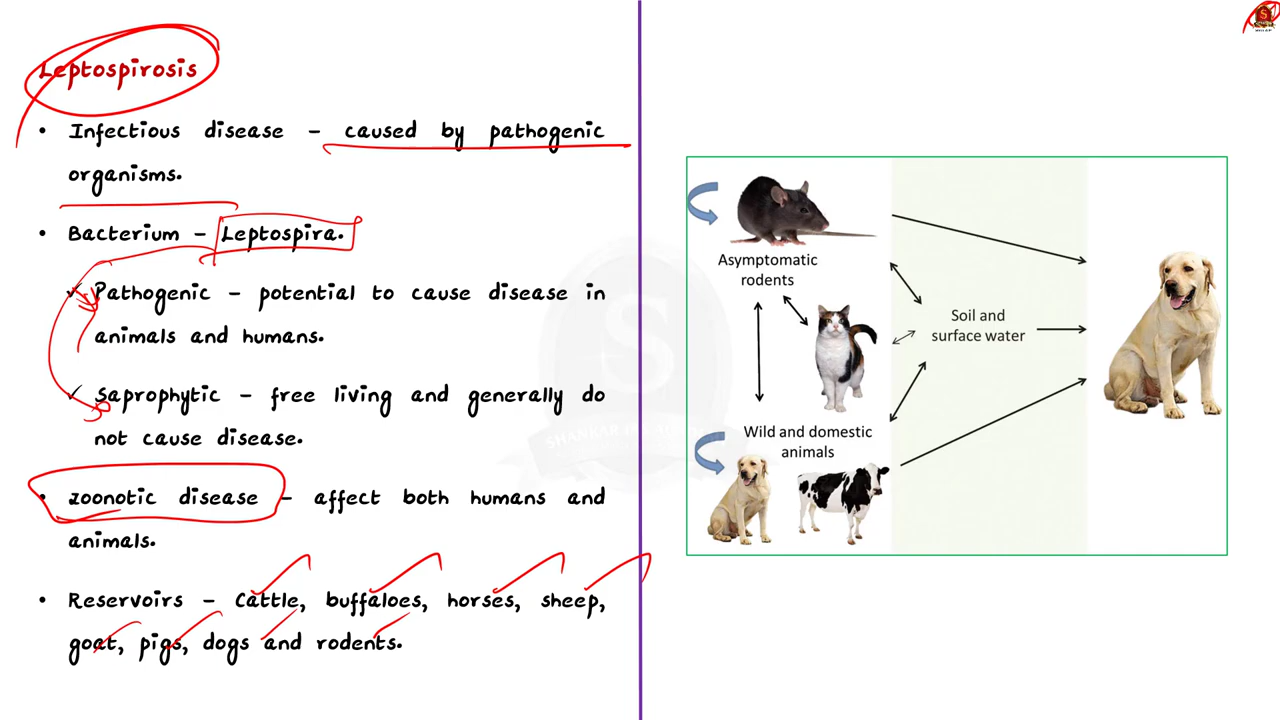 Leptospirosis
• Infectious disease – caused by pathogenic
organisms.
• Bacterium – Leptospira.
✓ Pathogenic – potential to cause disease in
animals and humans.
✓ Saprophytic – free living and generally do
not cause disease.
• zoonotic disease – affect both humans and
animals.
• Reservoirs – Cattle, buffaloes, horses, sheep,
goat, pigs, dogs and rodents.
Asymptomatic
rodents
Soil and
surface water
Wild and domestic
animals